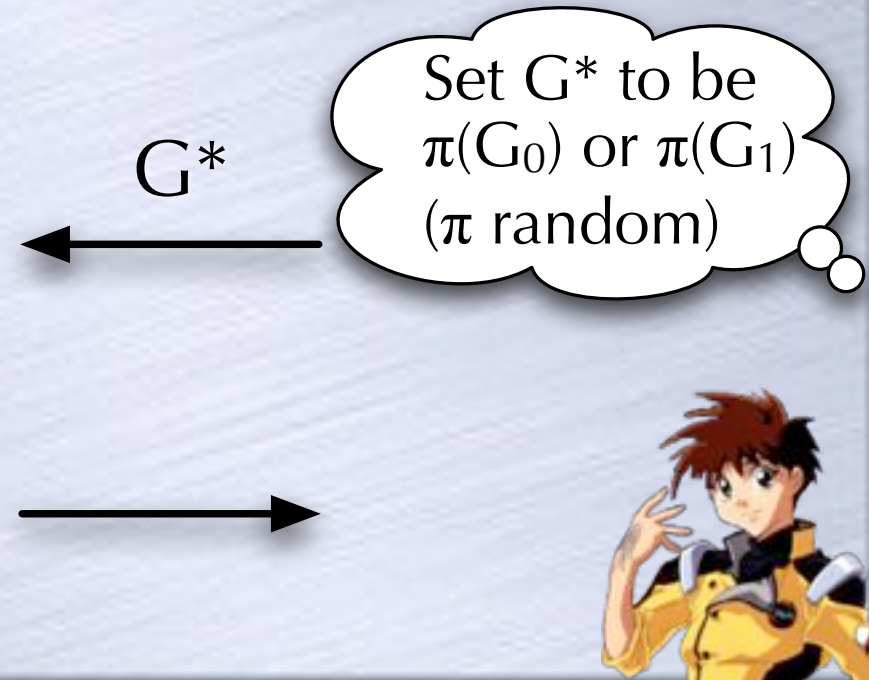 G*
Set G* to be
π(G₀) or π(G₁)
(π random)